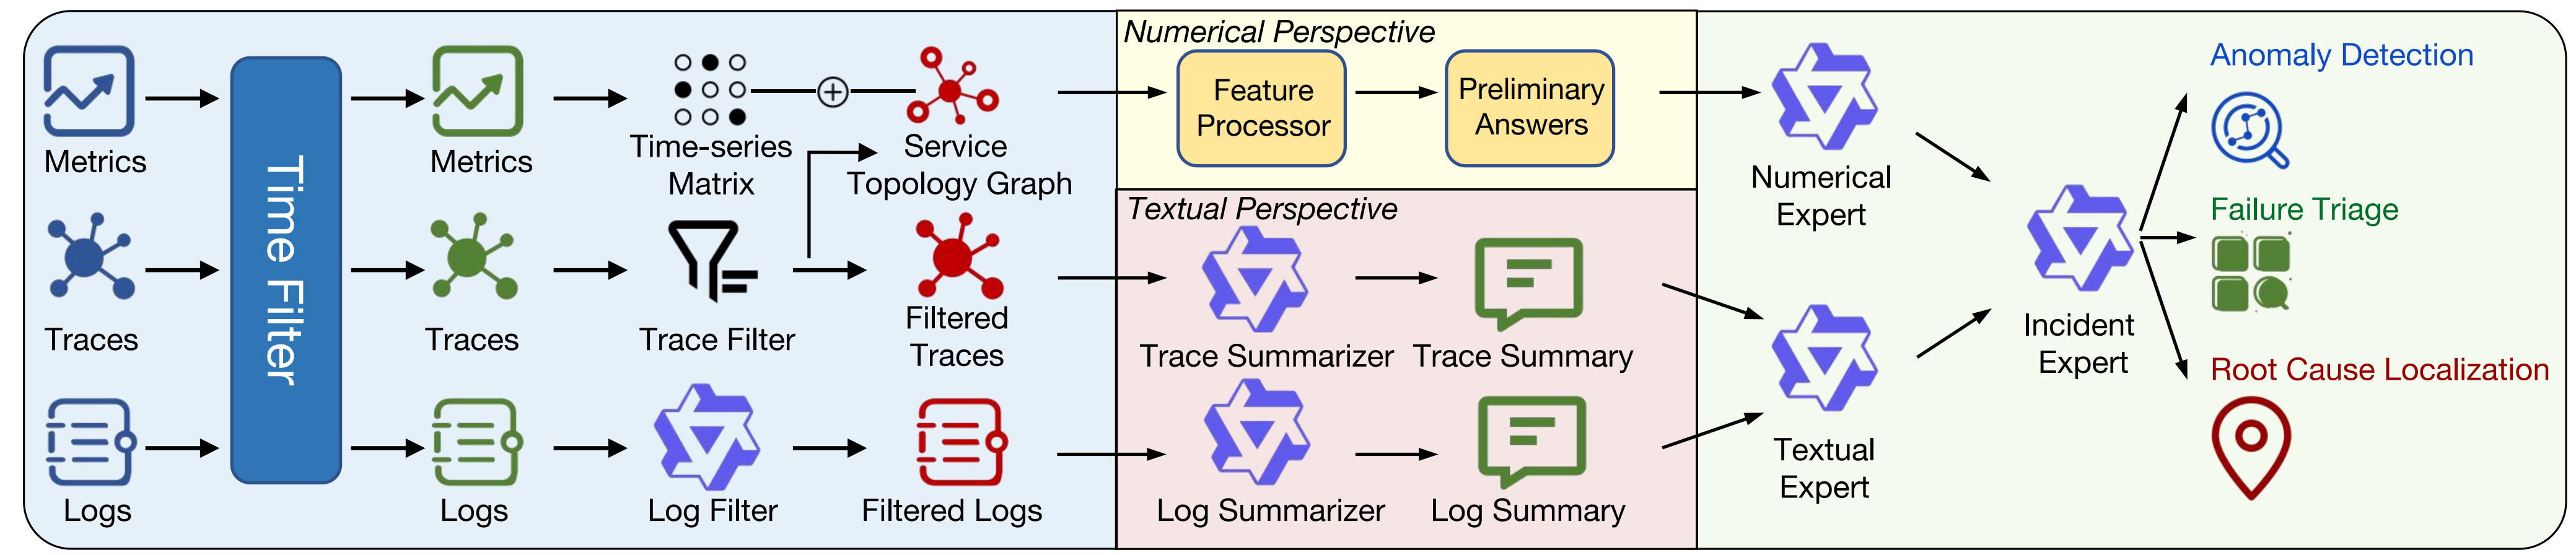 Metrics
Traces
Logs
Time Filter
Metrics
Traces
Logs
Time-series
Matrix
Service
Topology Graph
Trace Filter
Filtered
Traces
Log Filter
Filtered Logs
Numerical Perspective
Feature
Processor
Preliminary
Answers
Textual Perspective
Trace Summarizer
Trace Summary
Log Summarizer
Log Summary
Numerical
Expert
Textual
Expert
Incident
Expert
Anomaly Detection
Failure Triage
Root Cause Localization